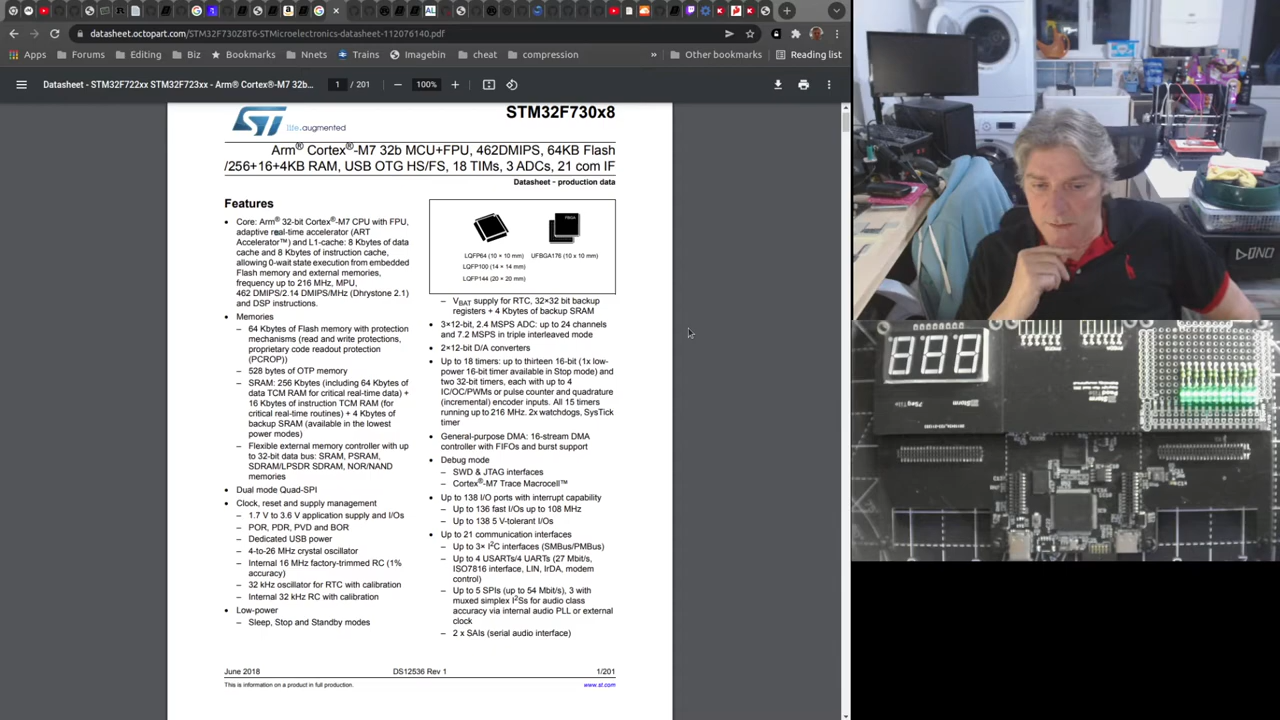 AL
datasheet.octopart.com/STM32F730Z8T6-STMicroelectronics-datasheet-112076140.pdf
Apps Forums Editing Bookmarks Nnets Trains Imagebin cheat compression » Other bookmarks Reading list
Datasheet - STM32F722xx STM32F723xx - Arm® Cortex®-M7 32b... 1 / 201 100%
ST
life.augmented
STM32F730x8
Arm® Cortex®-M7 32b MCU+FPU, 462DMIPS, 64KB Flash
/256+16+4KB RAM, USB OTG HS/FS, 18 TIMs, 3 ADCs, 21 com IF
Datasheet - production data
Features
• Core: Arm® 32-bit Cortex®-M7 CPU with FPU,
adaptive real-time accelerator (ART
Accelerator™) and L1-cache: 8 Kbytes of data
cache and 8 Kbytes of instruction cache,
allowing 0-wait state execution from embedded
Flash memory and external memories,
frequency up to 216 MHz, MPU,
462 DMIPS/2.14 DMIPS/MHz (Dhrystone 2.1)
and DSP instructions.
• Memories
– 64 Kbytes of Flash memory with protection
mechanisms (read and write protections,
proprietary code readout protection
(PCROP))
– 528 bytes of OTP memory
– SRAM: 256 Kbytes (including 64 Kbytes of
data TCM RAM for critical real-time data) +
16 Kbytes of instruction TCM RAM (for
critical real-time routines) + 4 Kbytes of
backup SRAM (available in the lowest
power modes)
– Flexible external memory controller with up
to 32-bit data bus: SRAM, PSRAM,
SDRAM/LPSDR SDRAM, NOR/NAND
memories
• Dual mode Quad-SPI
• Clock, reset and supply management
– 1.7 V to 3.6 V application supply and I/Os
– POR, PDR, PVD and BOR
– Dedicated USB power
– 4-to-26 MHz crystal oscillator
– Internal 16 MHz factory-trimmed RC (1%
accuracy)
– 32 kHz oscillator for RTC with calibration
– Internal 32 kHz RC with calibration
• Low-power
– Sleep, Stop and Standby modes
FBGA
LQFP64 (10 × 10 mm) UFBGA176 (10 x 10 mm)
LQFP100 (14 × 14 mm)
LQFP144 (20 × 20 mm)
– VBAT supply for RTC, 32×32 bit backup
registers + 4 Kbytes of backup SRAM
• 3×12-bit, 2.4 MSPS ADC: up to 24 channels
and 7.2 MSPS in triple interleaved mode
• 2×12-bit D/A converters
• Up to 18 timers: up to thirteen 16-bit (1x low-
power 16-bit timer available in Stop mode) and
two 32-bit timers, each with up to 4
IC/OC/PWMs or pulse counter and quadrature
(incremental) encoder inputs. All 15 timers
running up to 216 MHz. 2x watchdogs, SysTick
timer
• General-purpose DMA: 16-stream DMA
controller with FIFOs and burst support
• Debug mode
– SWD & JTAG interfaces
– Cortex®-M7 Trace Macrocell™
• Up to 138 I/O ports with interrupt capability
– Up to 136 fast I/Os up to 108 MHz
– Up to 138 5 V-tolerant I/Os
• Up to 21 communication interfaces
– Up to 3× I²C interfaces (SMBus/PMBus)
– Up to 4 USARTs/4 UARTs (27 Mbit/s,
ISO7816 interface, LIN, IrDA, modem
control)
– Up to 5 SPIs (up to 54 Mbit/s), 3 with
muxed simplex I²Ss for audio class
accuracy via internal audio PLL or external
clock
– 2 x SAIs (serial audio interface)
June 2018 DS12536 Rev 1 1/201
This is information on a product in full production. www.st.com